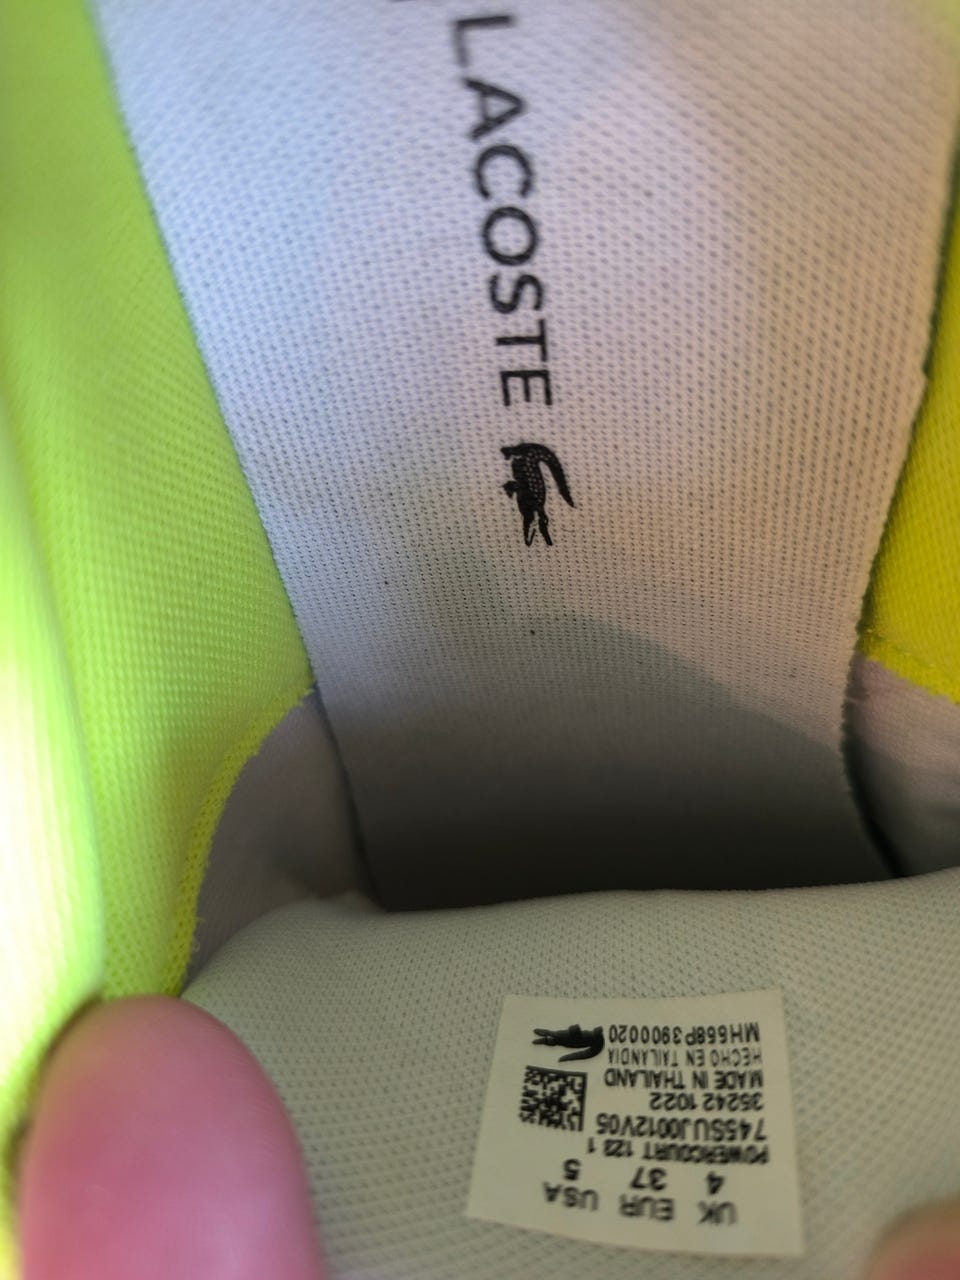 LACOSTE
UK EUR USA
4 37 5
POWERCOURT 123 1
745SUJ0012V05
35242 1022
MADE IN THAILAND
HECHO EN TAILANDIA
MH668P3900020